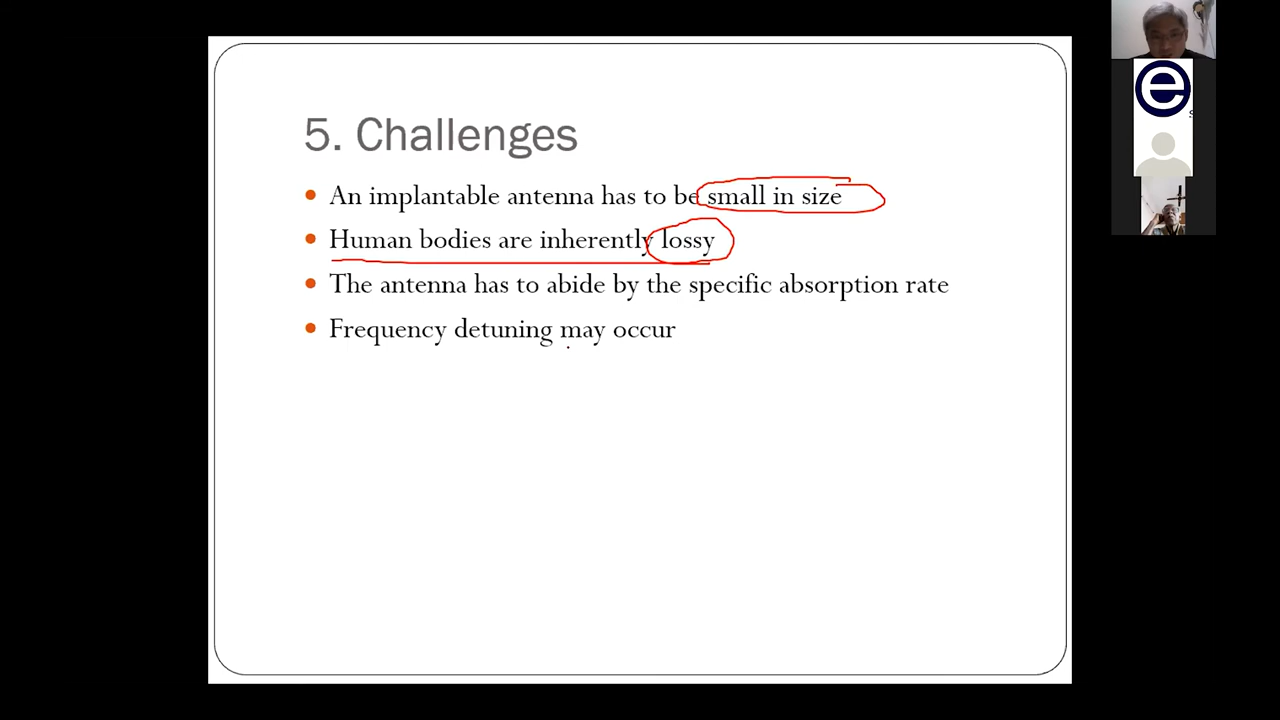 5. Challenges
An implantable antenna has to be small in size
Human bodies are inherently lossy
The antenna has to abide by the specific absorption rate
Frequency detuning may occur
e
s